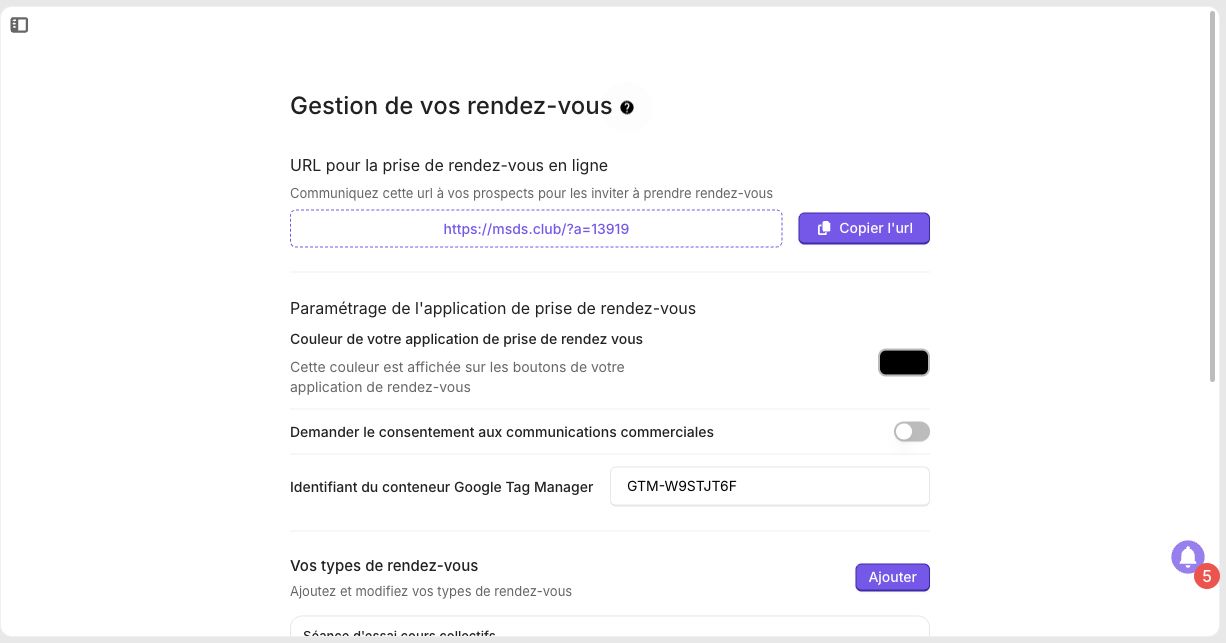 Gestion de vos rendez-vous
URL pour la prise de rendez-vous en ligne
Communiquez cette url à vos prospects pour les inviter à prendre rendez-vous
https://msds.club/?a=13919
Copier l'url
Paramétrage de l'application de prise de rendez-vous
Couleur de votre application de prise de rendez vous
Cette couleur est affichée sur les boutons de votre
application de rendez-vous
Demander le consentement aux communications commerciales
Identifiant du conteneur Google Tag Manager
GTM-W9STJT6F
Vos types de rendez-vous
Ajouter
Ajoutez et modifiez vos types de rendez-vous
5
Séance d'essai cours collectifs